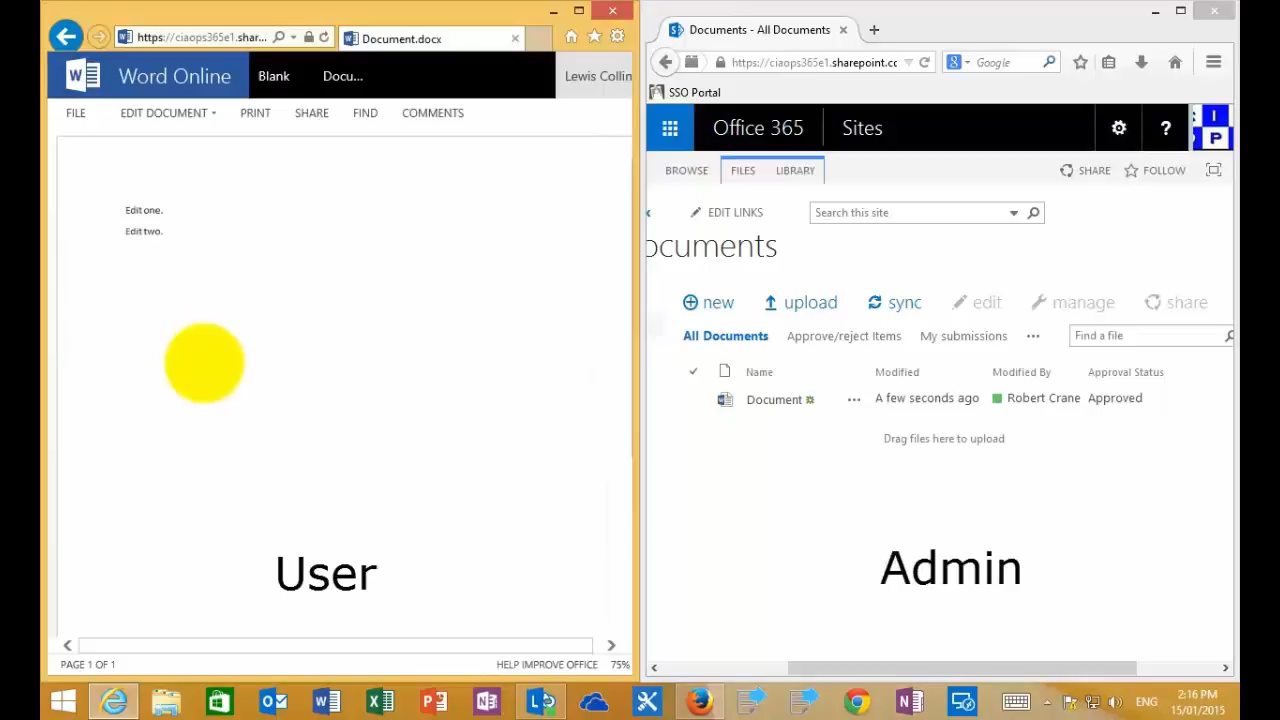 https://ciaops365e1.shar...
Document.docx
Word Online
Blank
Docu...
Lewis Collin
FILE
EDIT DOCUMENT
PRINT
SHARE
FIND
COMMENTS
Edit one.
Edit two.
User
PAGE 1 OF 1
HELP IMPROVE OFFICE
75%
Documents - All Documents
https://ciaops365e1.sharepoint.cc
Google
SSO Portal
Office 365
Sites
?
I
P
BROWSE
FILES
LIBRARY
SHARE
FOLLOW
EDIT LINKS
Search this site
ocuments
new
upload
sync
edit
manage
share
All Documents
Approve/reject Items
My submissions
...
Find a file
Name
Modified
Modified By
Approval Status
Document
...
A few seconds ago
Robert Crane
Approved
Drag files here to upload
Admin
ENG
2:16 PM
15/01/2015